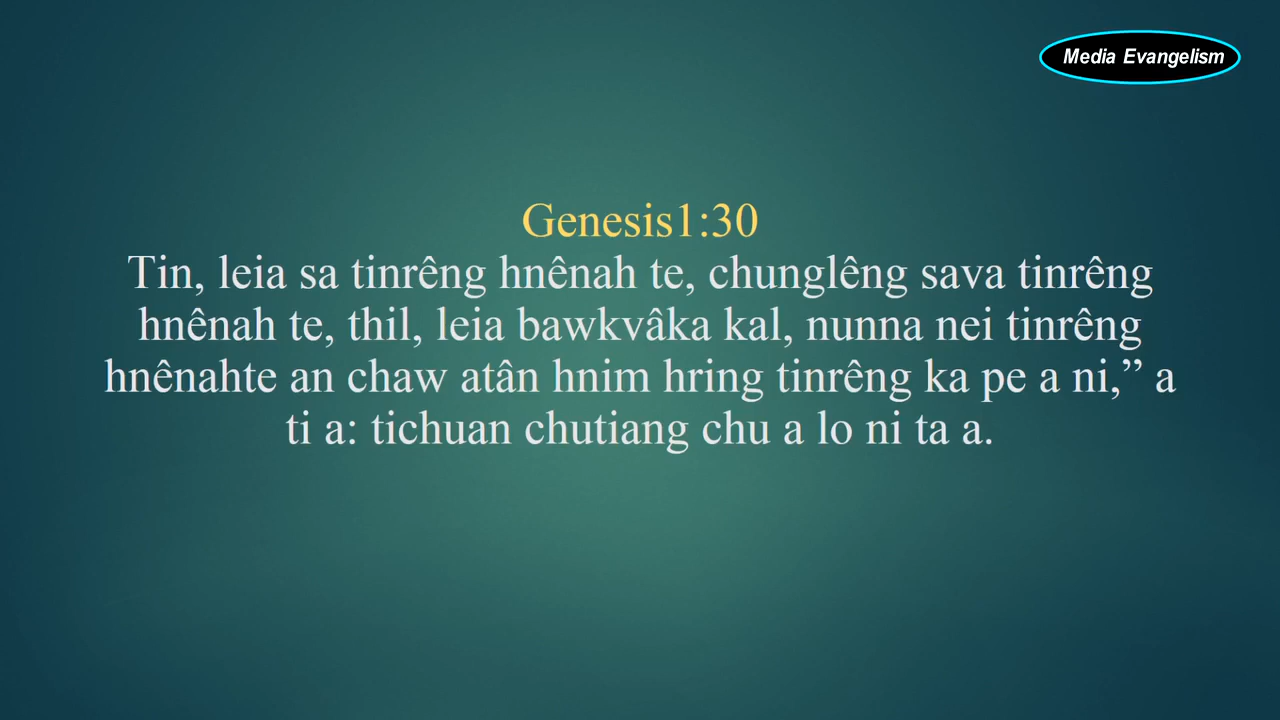 Media Evangelism
Genesis1:30
Tin, leia sa tinrêng hnênah te, chunglêng sava tinrêng
hnênah te, thil, leia bawkvâka kal, nunna nei tinrêng
hnênahte an chaw atân hnim hring tinrêng ka pe a ni,” a
ti a: tichuan chutiang chu a lo ni ta a.